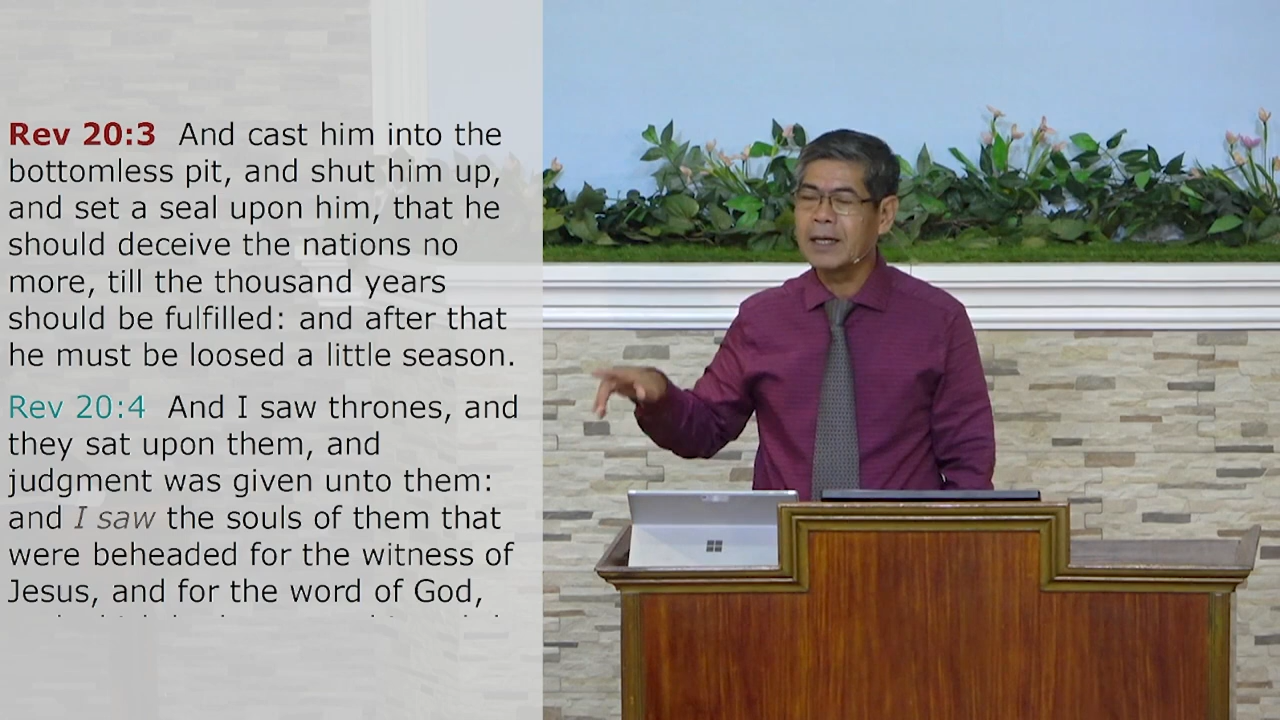 Rev 20:3 And cast him into the
bottomless pit, and shut him up,
and set a seal upon him, that he
should deceive the nations no
more, till the thousand years
should be fulfilled: and after that
he must be loosed a little season.
Rev 20:4 And I saw thrones, and
they sat upon them, and
judgment was given unto them:
and I saw the souls of them that
were beheaded for the witness of
Jesus, and for the word of God,